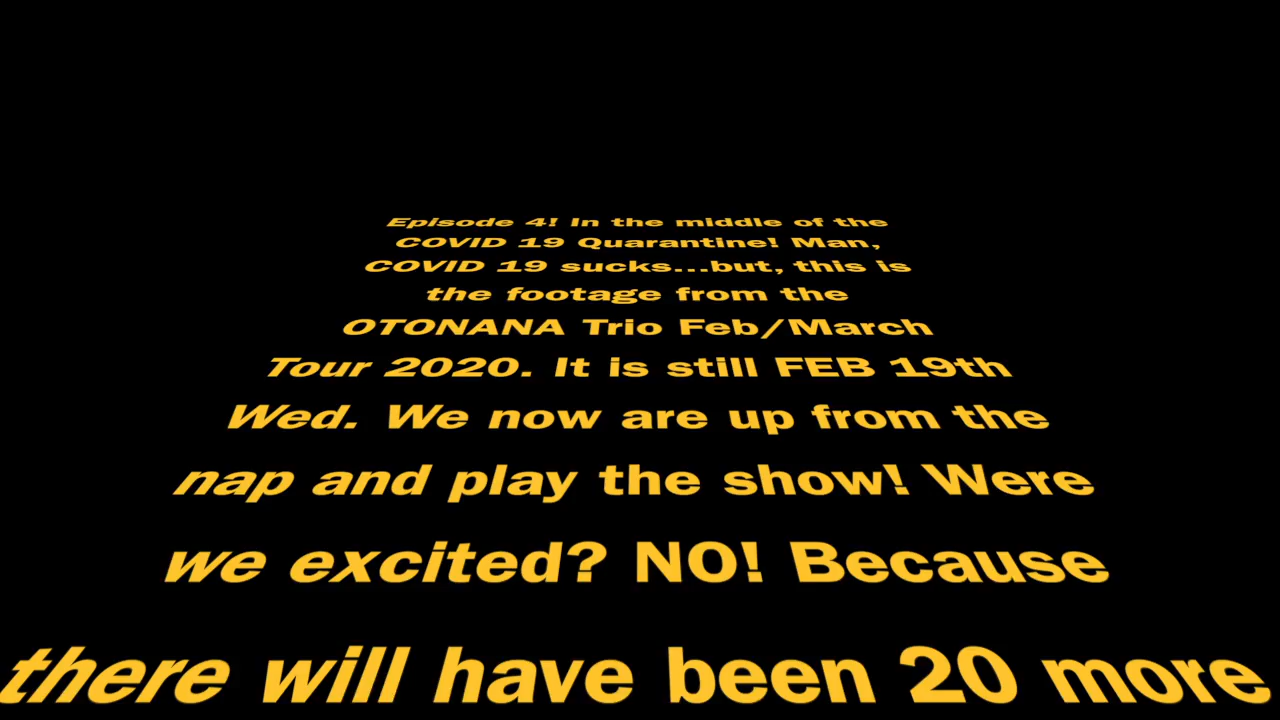 Episode 4! In the middle of the
COVID 19 Quarantine! Man,
COVID 19 sucks...but, this is
the footage from the
OTONANA Trio Feb/March
Tour 2020. It is still FEB 19th
Wed. We now are up from the
nap and play the show! Were
we excited? NO! Because
there will have been 20 more